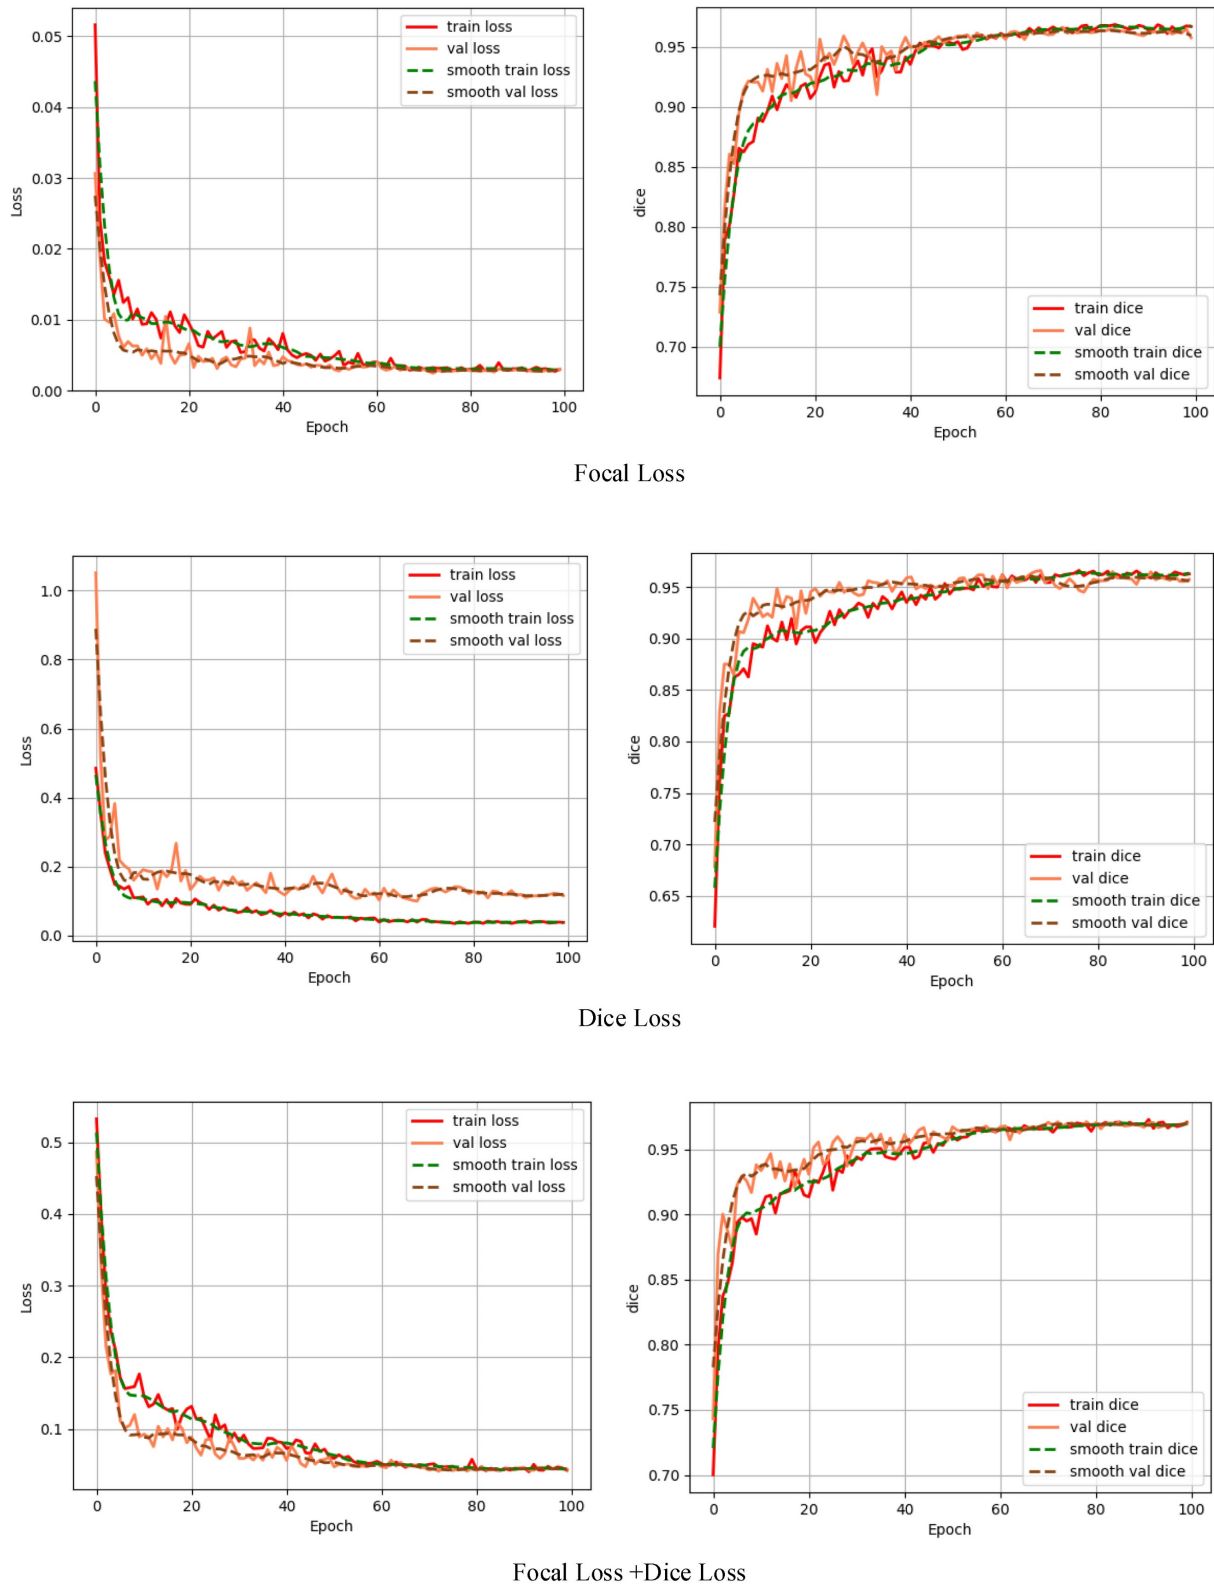 0.05
0.04
0.03
0.02
0.01
0.00
Loss
0 20 40 60 80 100
Epoch
train loss
val loss
smooth train loss
smooth val loss
0.95
0.90
0.85
0.80
0.75
0.70
dice
0 20 40 60 80 100
Epoch
train dice
val dice
smooth train dice
smooth val dice
Focal Loss
1.0
0.8
0.6
0.4
0.2
0.0
Loss
0 20 40 60 80 100
Epoch
train loss
val loss
smooth train loss
smooth val loss
0.95
0.90
0.85
0.80
0.75
0.70
0.65
dice
0 20 40 60 80 100
Epoch
train dice
val dice
smooth train dice
smooth val dice
Dice Loss
0.5
0.4
0.3
0.2
0.1
Loss
0 20 40 60 80 100
Epoch
train loss
val loss
smooth train loss
smooth val loss
0.95
0.90
0.85
0.80
0.75
0.70
dice
0 20 40 60 80 100
Epoch
train dice
val dice
smooth train dice
smooth val dice
Focal Loss +Dice Loss